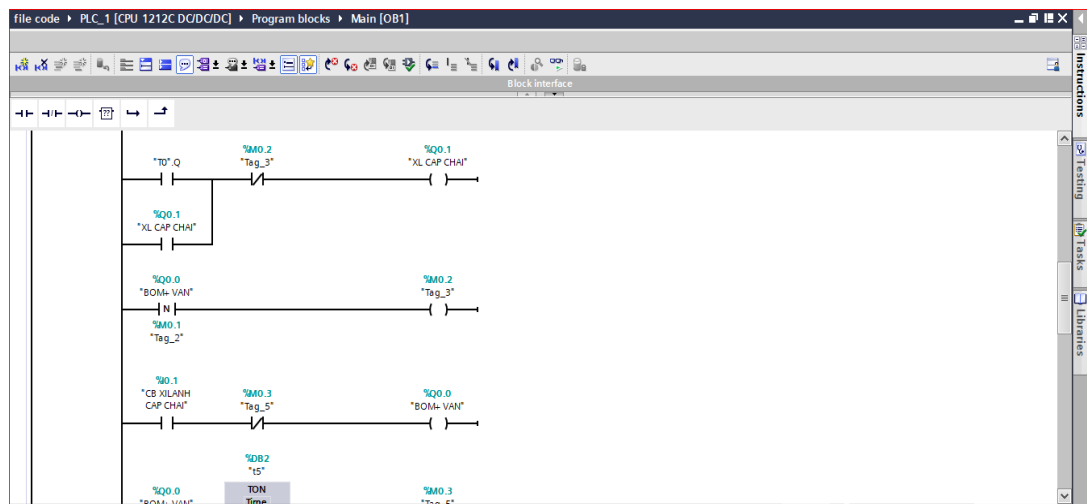 file code ▸ PLC_1 [CPU 1212C DC/DC/DC] ▸ Program blocks ▸ Main [OB1]
Block interface
??
%M0.2 %Q0.1
"T0".Q "Tag_3" "XL CAP CHAI"
%Q0.1
"XL CAP CHAI"
%Q0.0 %M0.2
"BOM+ VAN" "Tag_3"
N
%M0.1
"Tag_2"
%I0.1
"CB XILANH %M0.3 %Q0.0
CAP CHAI" "Tag_5" "BOM+ VAN"
%DB2
"t5"
%Q0.0 TON %M0.3
"BOM+ VAN" Time "Tag_5"
Instructions
Testing
Tasks
Libraries